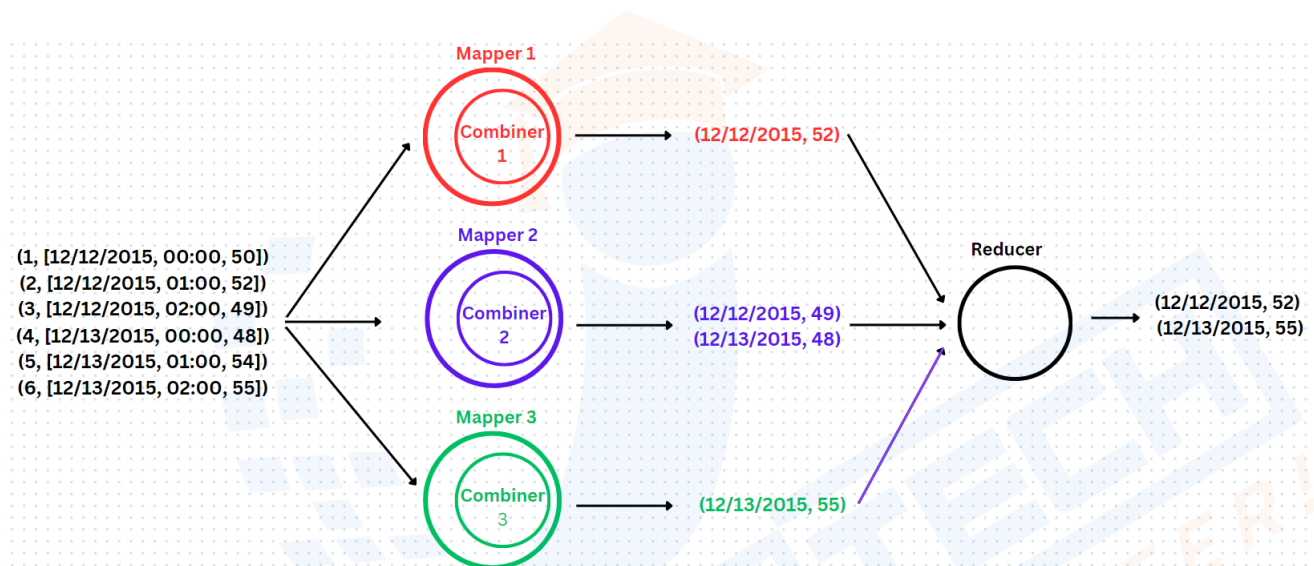 Mapper 1
Combiner
1
(12/12/2015, 52)
Mapper 2
Reducer
(1, [12/12/2015, 00:00, 50])
(2, [12/12/2015, 01:00, 52])
(3, [12/12/2015, 02:00, 49])
(4, [12/13/2015, 00:00, 48])
(5, [12/13/2015, 01:00, 54])
(6, [12/13/2015, 02:00, 55])
Combiner
2
(12/12/2015, 49)
(12/13/2015, 48)
(12/12/2015, 52)
(12/13/2015, 55)
Mapper 3
Combiner
3
(12/13/2015, 55)